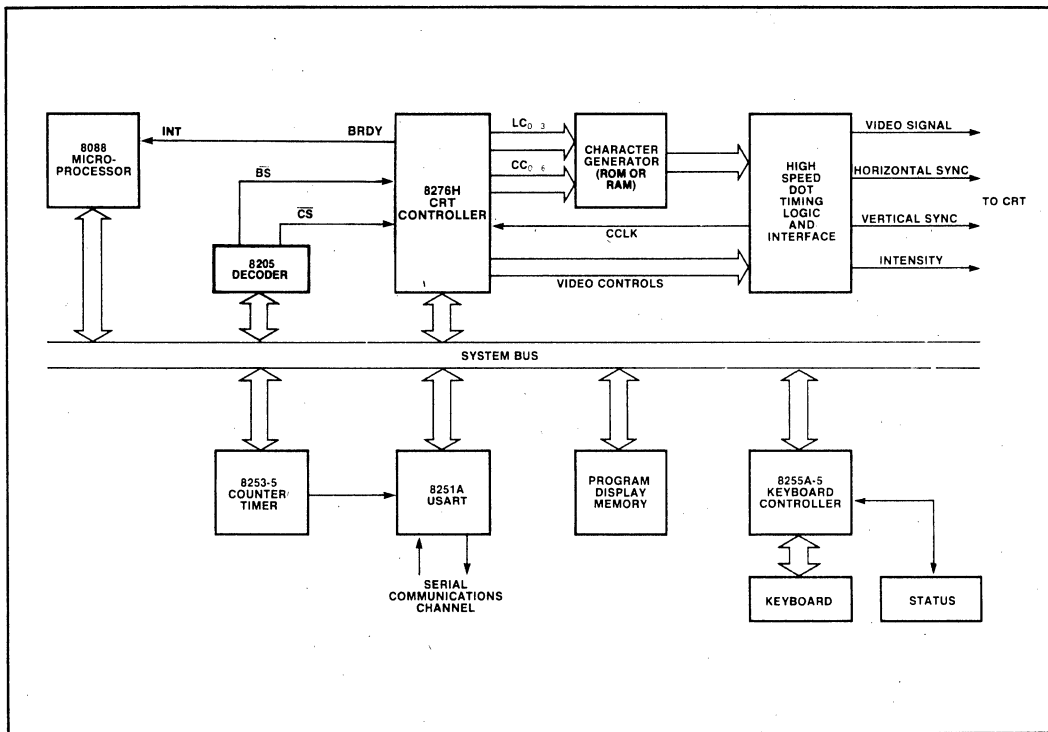 8088
MICRO-
PROCESSOR
INT
BRDY
BS
CS
8205
DECODER
8276H
CRT
CONTROLLER
LC0-3
CC0-6
CHARACTER
GENERATOR
(ROM OR
RAM)
CCLK
VIDEO CONTROLS
HIGH
SPEED
DOT
TIMING
LOGIC
AND
INTERFACE
VIDEO SIGNAL
HORIZONTAL SYNC
VERTICAL SYNC
INTENSITY
TO CRT
SYSTEM BUS
8253-5
COUNTER/
TIMER
8251A
USART
SERIAL
COMMUNICATIONS
CHANNEL
PROGRAM
DISPLAY
MEMORY
8255A-5
KEYBOARD
CONTROLLER
KEYBOARD
STATUS